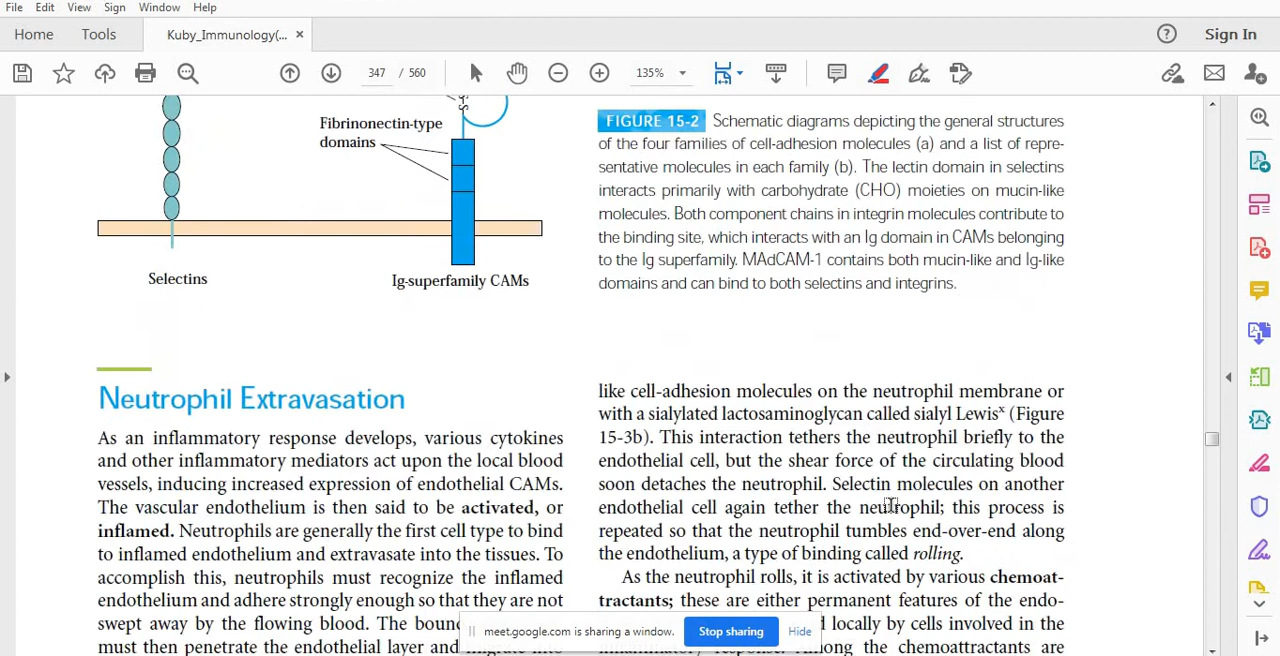 File Edit View Sign Window Help
Home Tools Kuby_Immunology(... × Sign In
347 / 560 135%
Fibrinonectin-type
domains
Selectins
Ig-superfamily CAMs
FIGURE 15-2 Schematic diagrams depicting the general structures
of the four families of cell-adhesion molecules (a) and a list of repre-
sentative molecules in each family (b). The lectin domain in selectins
interacts primarily with carbohydrate (CHO) moieties on mucin-like
molecules. Both component chains in integrin molecules contribute to
the binding site, which interacts with an Ig domain in CAMs belonging
to the Ig superfamily. MAdCAM-1 contains both mucin-like and Ig-like
domains and can bind to both selectins and integrins.
Neutrophil Extravasation
As an inflammatory response develops, various cytokines
and other inflammatory mediators act upon the local blood
vessels, inducing increased expression of endothelial CAMs.
The vascular endothelium is then said to be activated, or
inflamed. Neutrophils are generally the first cell type to bind
to inflamed endothelium and extravasate into the tissues. To
accomplish this, neutrophils must recognize the inflamed
endothelium and adhere strongly enough so that they are not
swept away by the flowing blood. The boun
must then penetrate the endothelial layer and
like cell-adhesion molecules on the neutrophil membrane or
with a sialylated lactosaminoglycan called sialyl Lewisˣ (Figure
15-3b). This interaction tethers the neutrophil briefly to the
endothelial cell, but the shear force of the circulating blood
soon detaches the neutrophil. Selectin molecules on another
endothelial cell again tether the neutrophil; this process is
repeated so that the neutrophil tumbles end-over-end along
the endothelium, a type of binding called rolling.
As the neutrophil rolls, it is activated by various chemoat-
tractants; these are either permanent features of the endo-
locally by cells involved in the
Among the chemoattractants are
meet.google.com is sharing a window. Stop sharing Hide